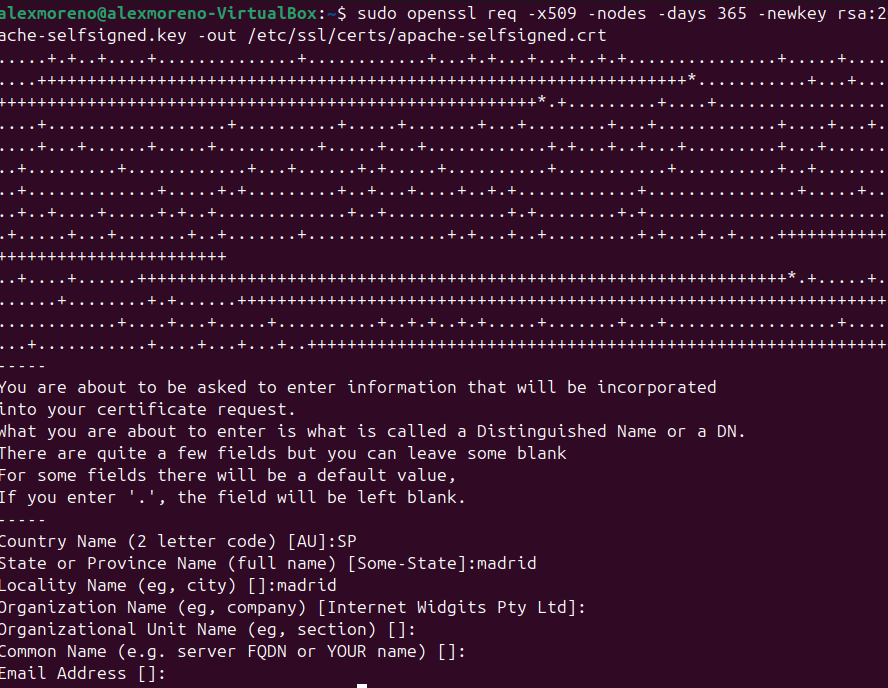 alexmoreno@alexmoreno-VirtualBox:~$ sudo openssl req -x509 -nodes -days 365 -newkey rsa:2
ache-selfsigned.key -out /etc/ssl/certs/apache-selfsigned.crt
-----
You are about to be asked to enter information that will be incorporated
into your certificate request.
What you are about to enter is what is called a Distinguished Name or a DN.
There are quite a few fields but you can leave some blank
For some fields there will be a default value,
If you enter '.', the field will be left blank.
-----
Country Name (2 letter code) [AU]:SP
State or Province Name (full name) [Some-State]:madrid
Locality Name (eg, city) []:madrid
Organization Name (eg, company) [Internet Widgits Pty Ltd]:
Organizational Unit Name (eg, section) []:
Common Name (e.g. server FQDN or YOUR name) []:
Email Address []: